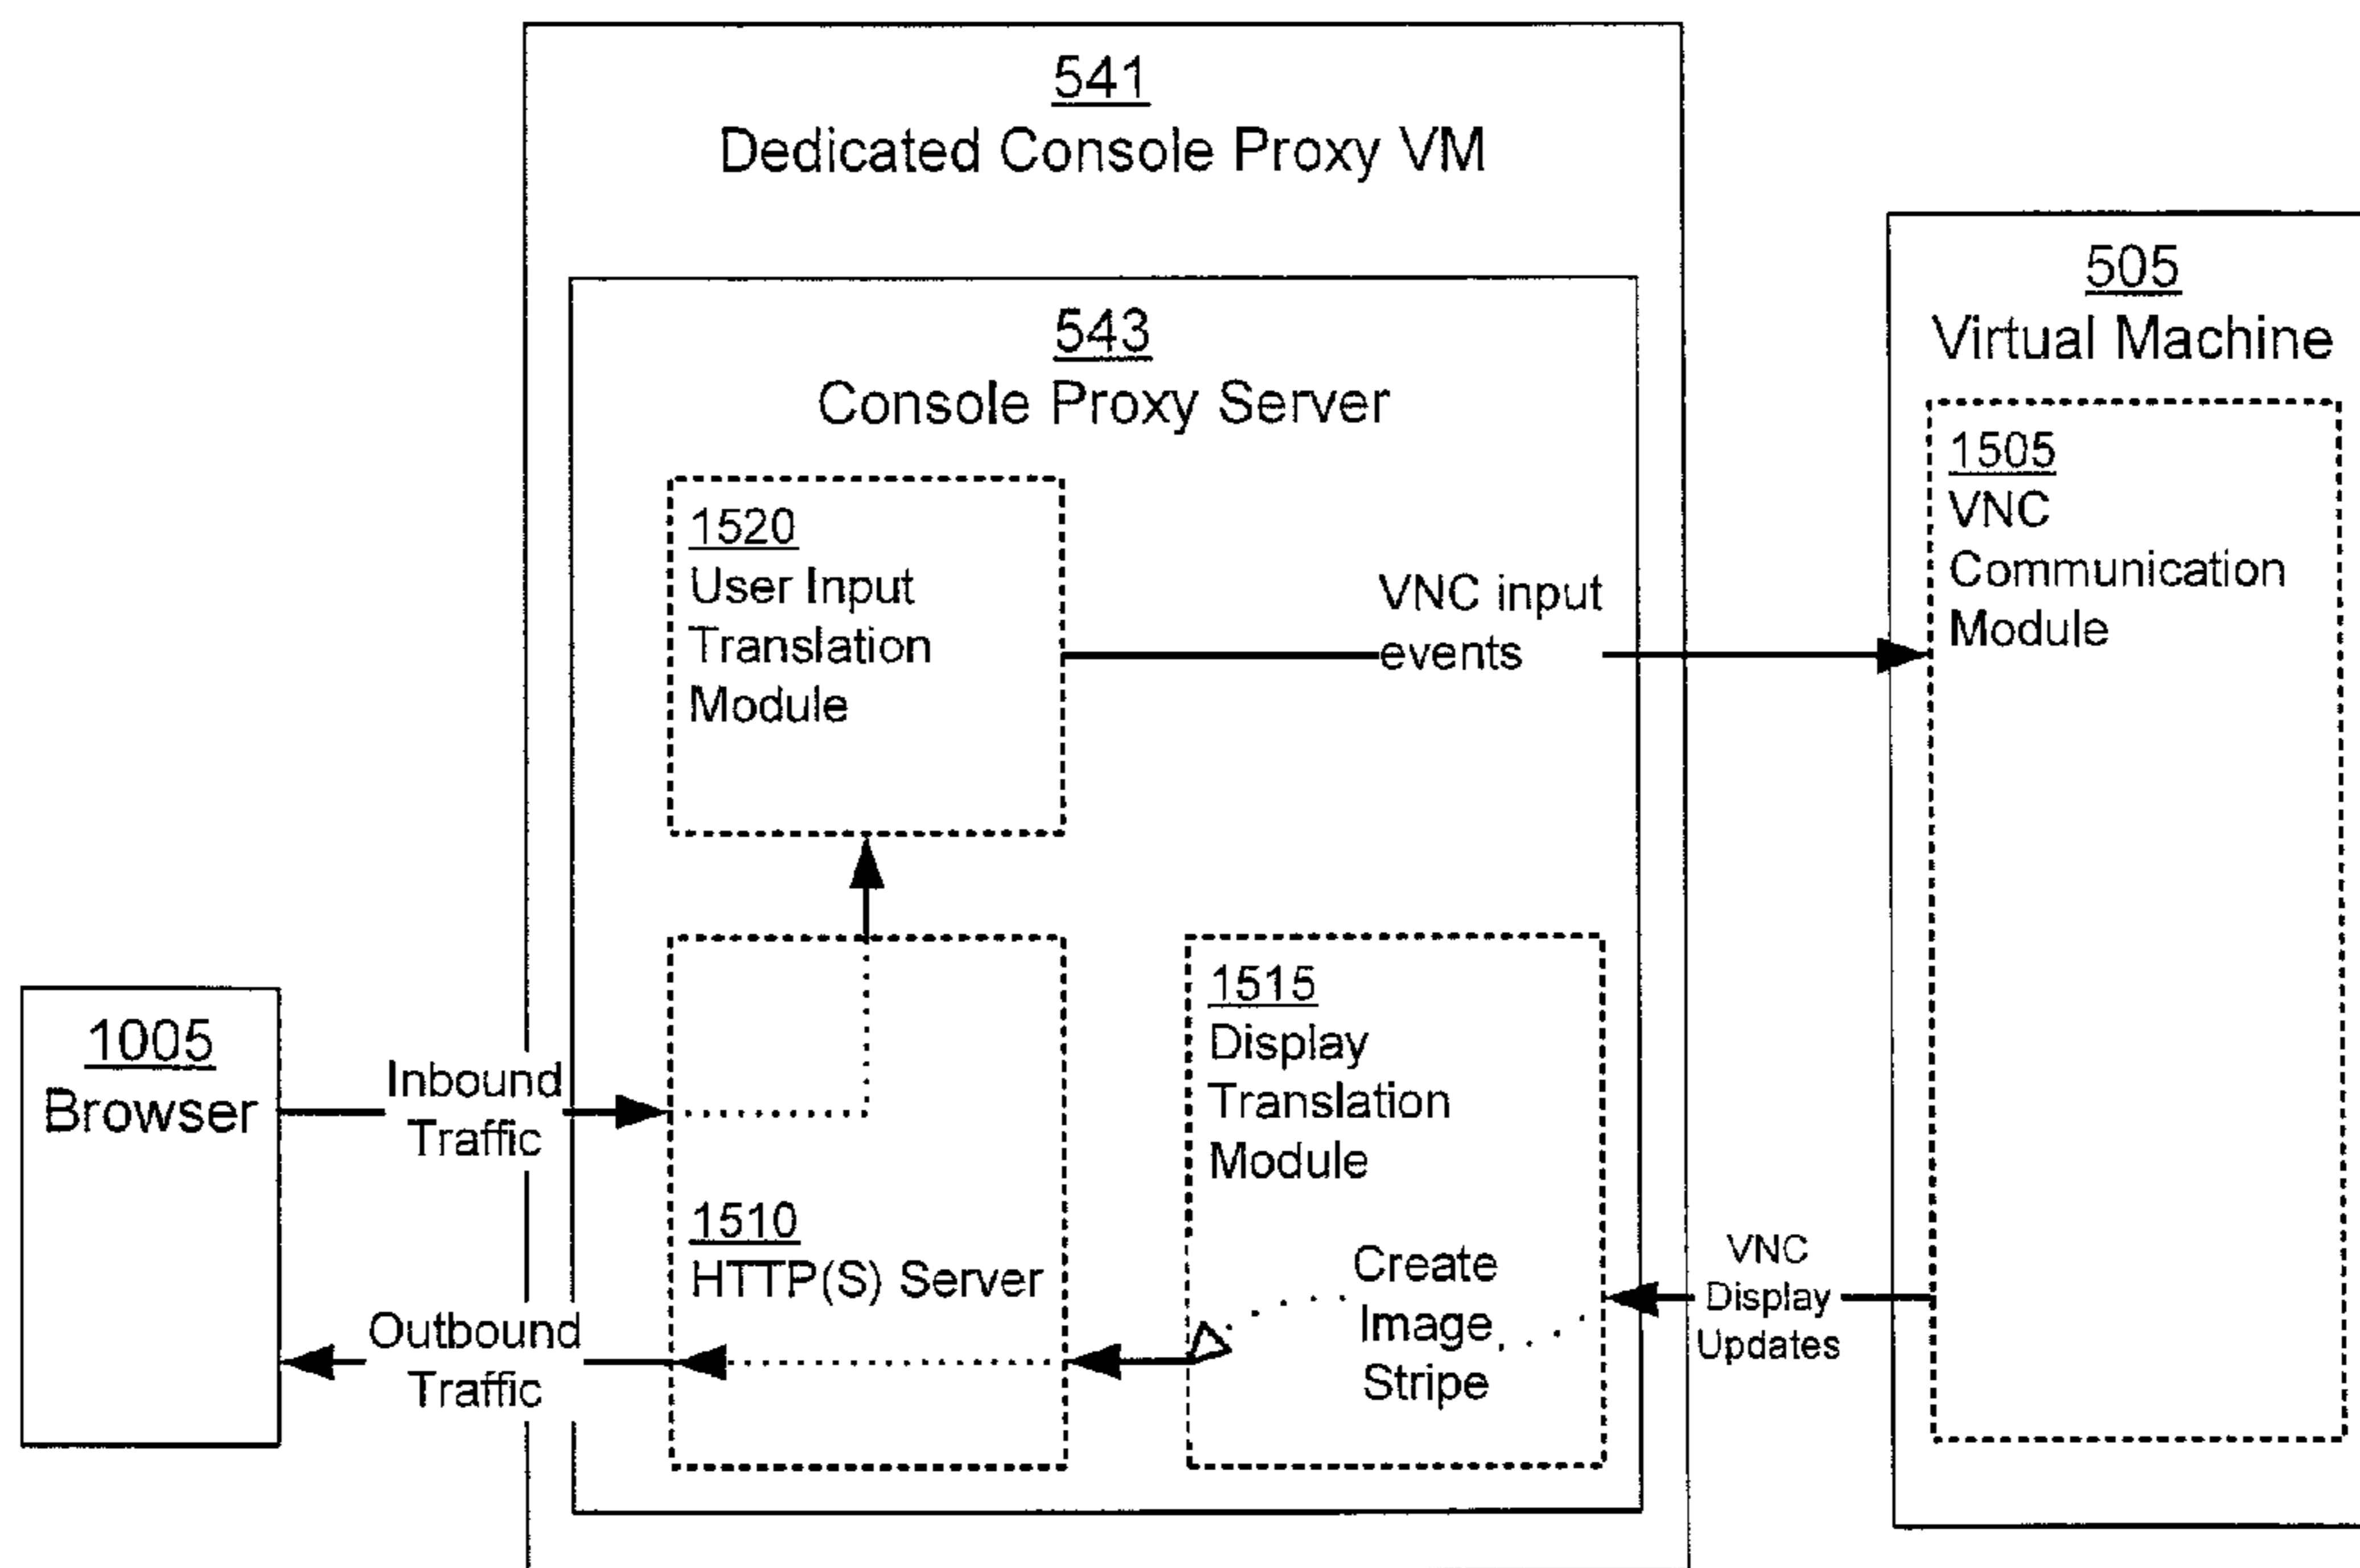 541
Dedicated Console Proxy VM
543
Console Proxy Server
1520
User Input
Translation
Module
VNC input
events
505
Virtual Machine
1505
VNC
Communication
Module
1005
Browser
Inbound
Traffic
Outbound
Traffic
1510
HTTP(S) Server
1515
Display
Translation
Module
Create
Image
Stripe
VNC
Display
Updates